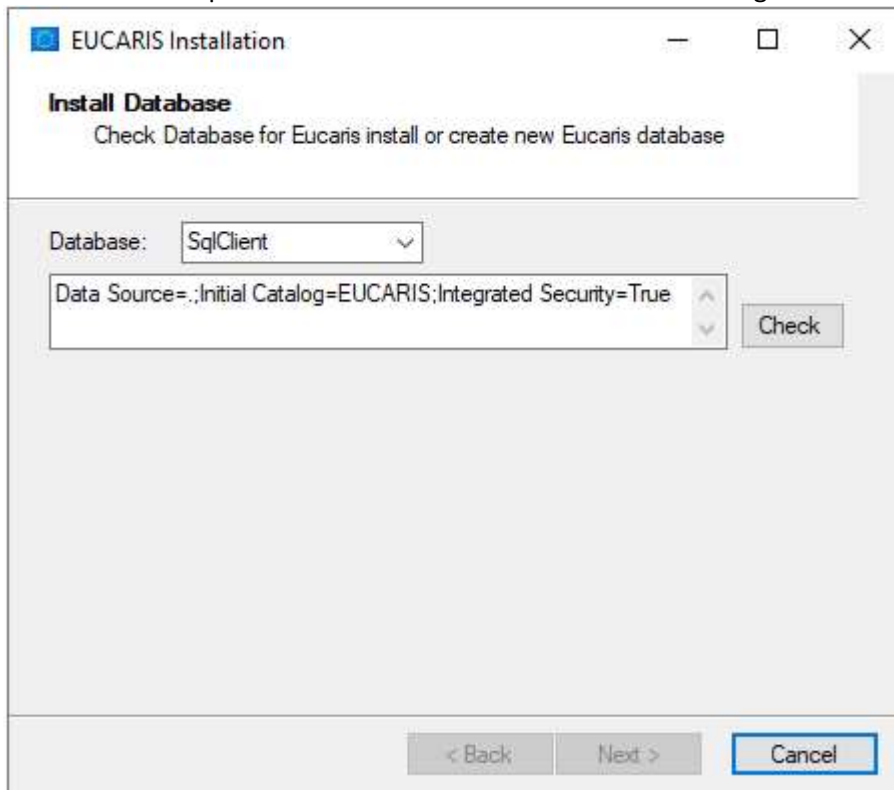 EUCARIS Installation
Install Database
Check Database for Eucaris install or create new Eucaris database
Database: SqlClient
Data Source=.;Initial Catalog=EUCARIS;Integrated Security=True
Check
< Back Next > Cancel